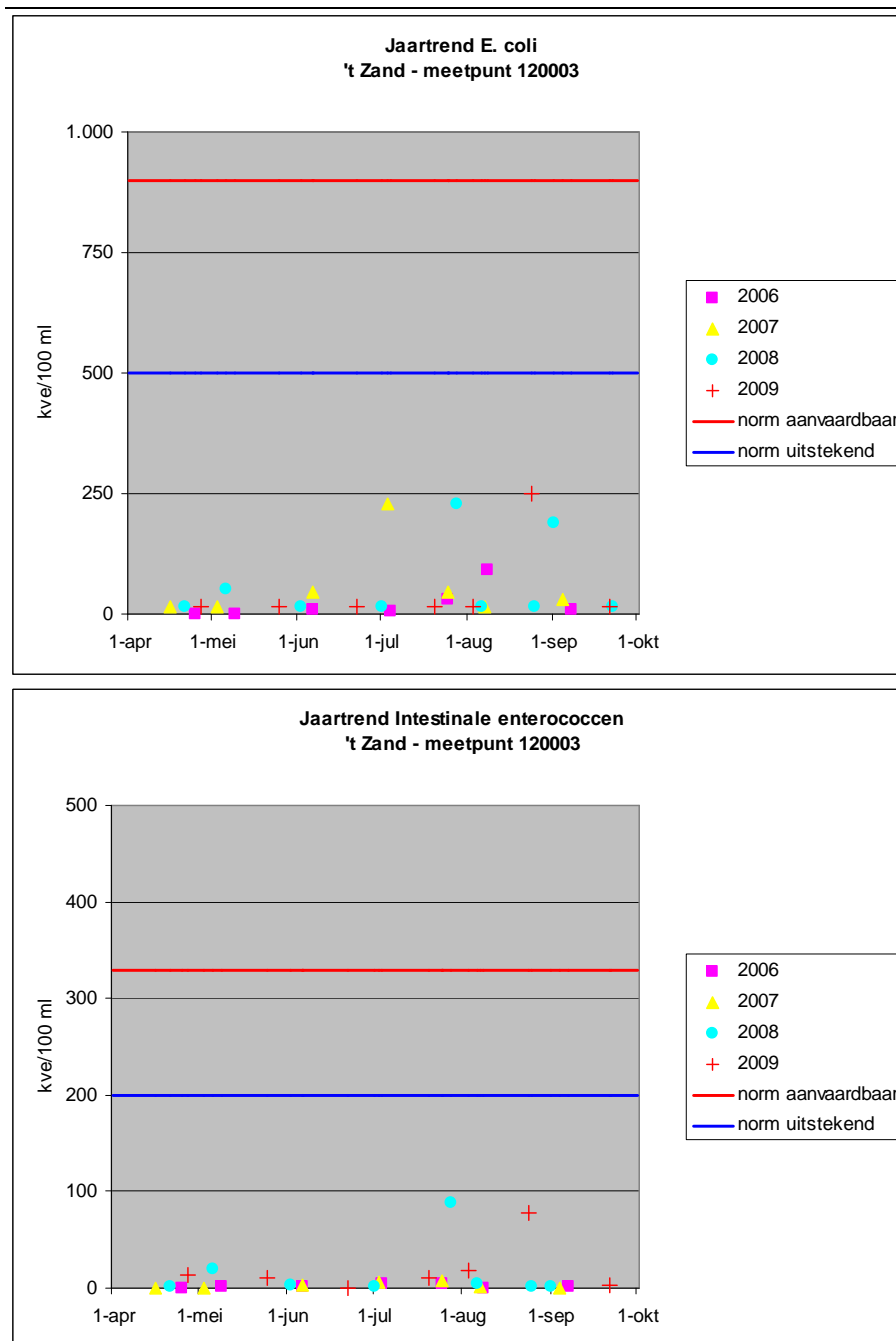 Jaartrend E. coli
't Zand - meetpunt 120003
1.000
750
500
250
0
kve/100 ml
1-apr 1-mei 1-jun 1-jul 1-aug 1-sep 1-okt
2006
2007
2008
2009
norm aanvaardbaar
norm uitstekend
Jaartrend Intestinale enterococcen
't Zand - meetpunt 120003
500
400
300
200
100
0
kve/100 ml
1-apr 1-mei 1-jun 1-jul 1-aug 1-sep 1-okt
2006
2007
2008
2009
norm aanvaardbaar
norm uitstekend